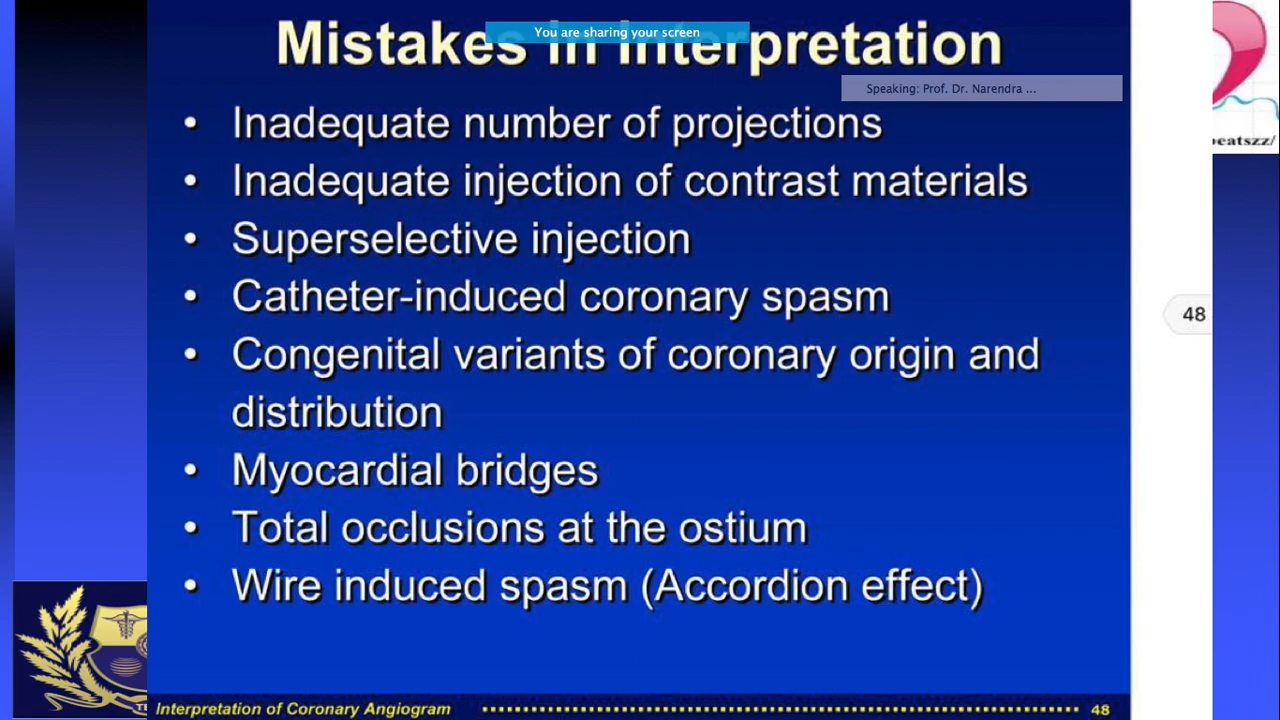 Mistakes in Interpretation
You are sharing your screen
Speaking: Prof. Dr. Narendra ...
• Inadequate number of projections
• Inadequate injection of contrast materials
• Superselective injection
• Catheter-induced coronary spasm
• Congenital variants of coronary origin and
distribution
• Myocardial bridges
• Total occlusions at the ostium
• Wire induced spasm (Accordion effect)
eatszz/
48
Interpretation of Coronary Angiogram
48